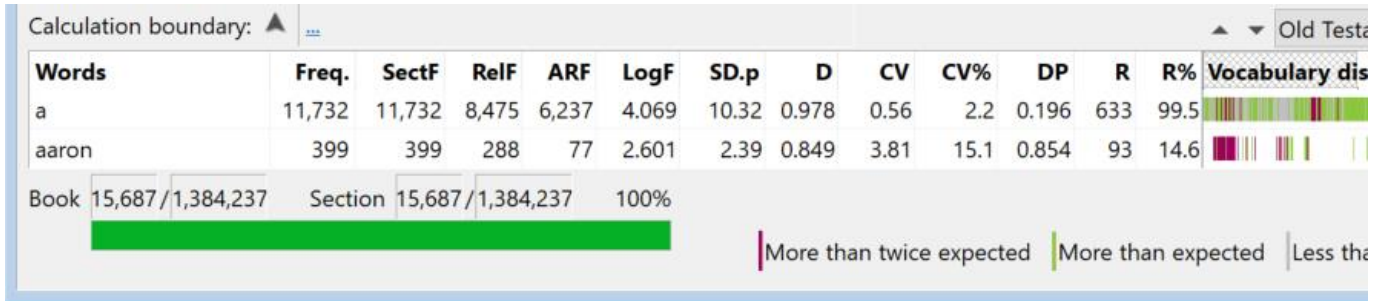 Calculation boundary: ... Old Testa
Words Freq. SectF RelF ARF LogF SD.p D CV CV% DP R R% Vocabulary dis
a 11,732 11,732 8,475 6,237 4.069 10.32 0.978 0.56 2.2 0.196 633 99.5
aaron 399 399 288 77 2.601 2.39 0.849 3.81 15.1 0.854 93 14.6
Book 15,687/1,384,237 Section 15,687/1,384,237 100%
More than twice expected More than expected Less tha